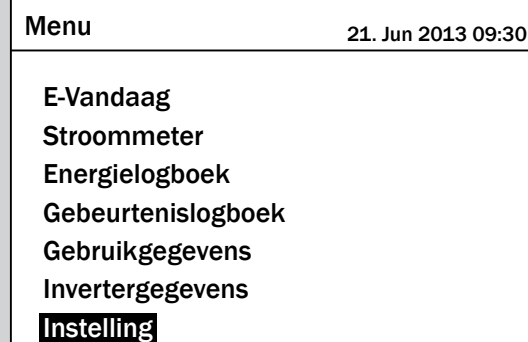 Menu
21. Jun 2013 09:30
E-Vandaag
Stroommeter
Energielogboek
Gebeurtenislogboek
Gebruikgegevens
Invertergegevens
Instelling